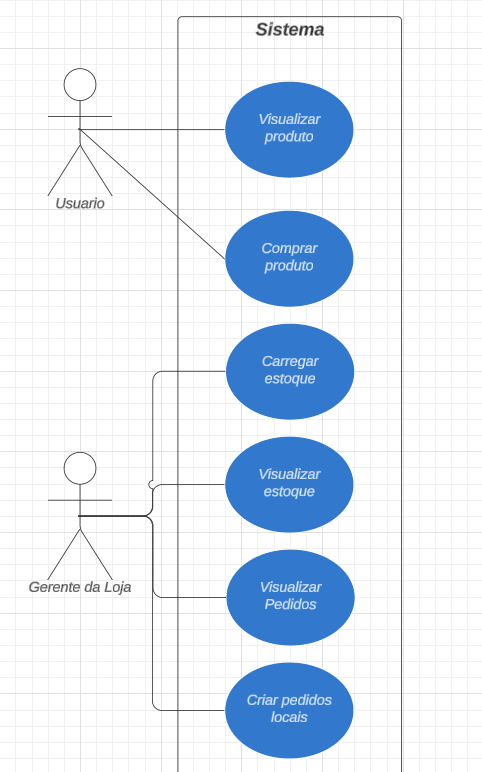 Sistema
Visualizar
produto
Usuario
Comprar
produto
Carregar
estoque
Visualizar
estoque
Gerente da Loja
Visualizar
Pedidos
Criar pedidos
locais